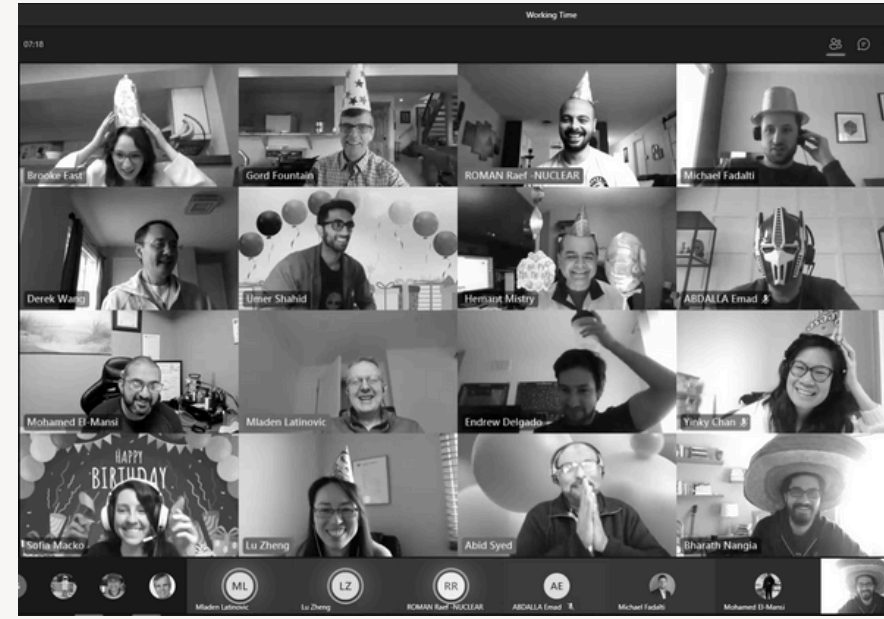 Working Time
07:18
Brooke East
Gord Fountain
ROMAN Raef -NUCLEAR
Michael Fadalti
Derek Wang
Umer Shahid
Hemant Mistry
ABDALLA Emad
Mohamed El-Mansi
Mladen Latinovic
Endrew Delgado
Yinky Chan
HAPPY
BIRTHDAY
Sofia Macko
Lu Zheng
Abid Syed
Bharath Nangia
ML
LZ
RR
AE
Mladen Latinovic
Lu Zheng
ROMAN Raef -NUCLEAR
ABDALLA Emad
Michael Fadalti
Mohamed El-Mansi